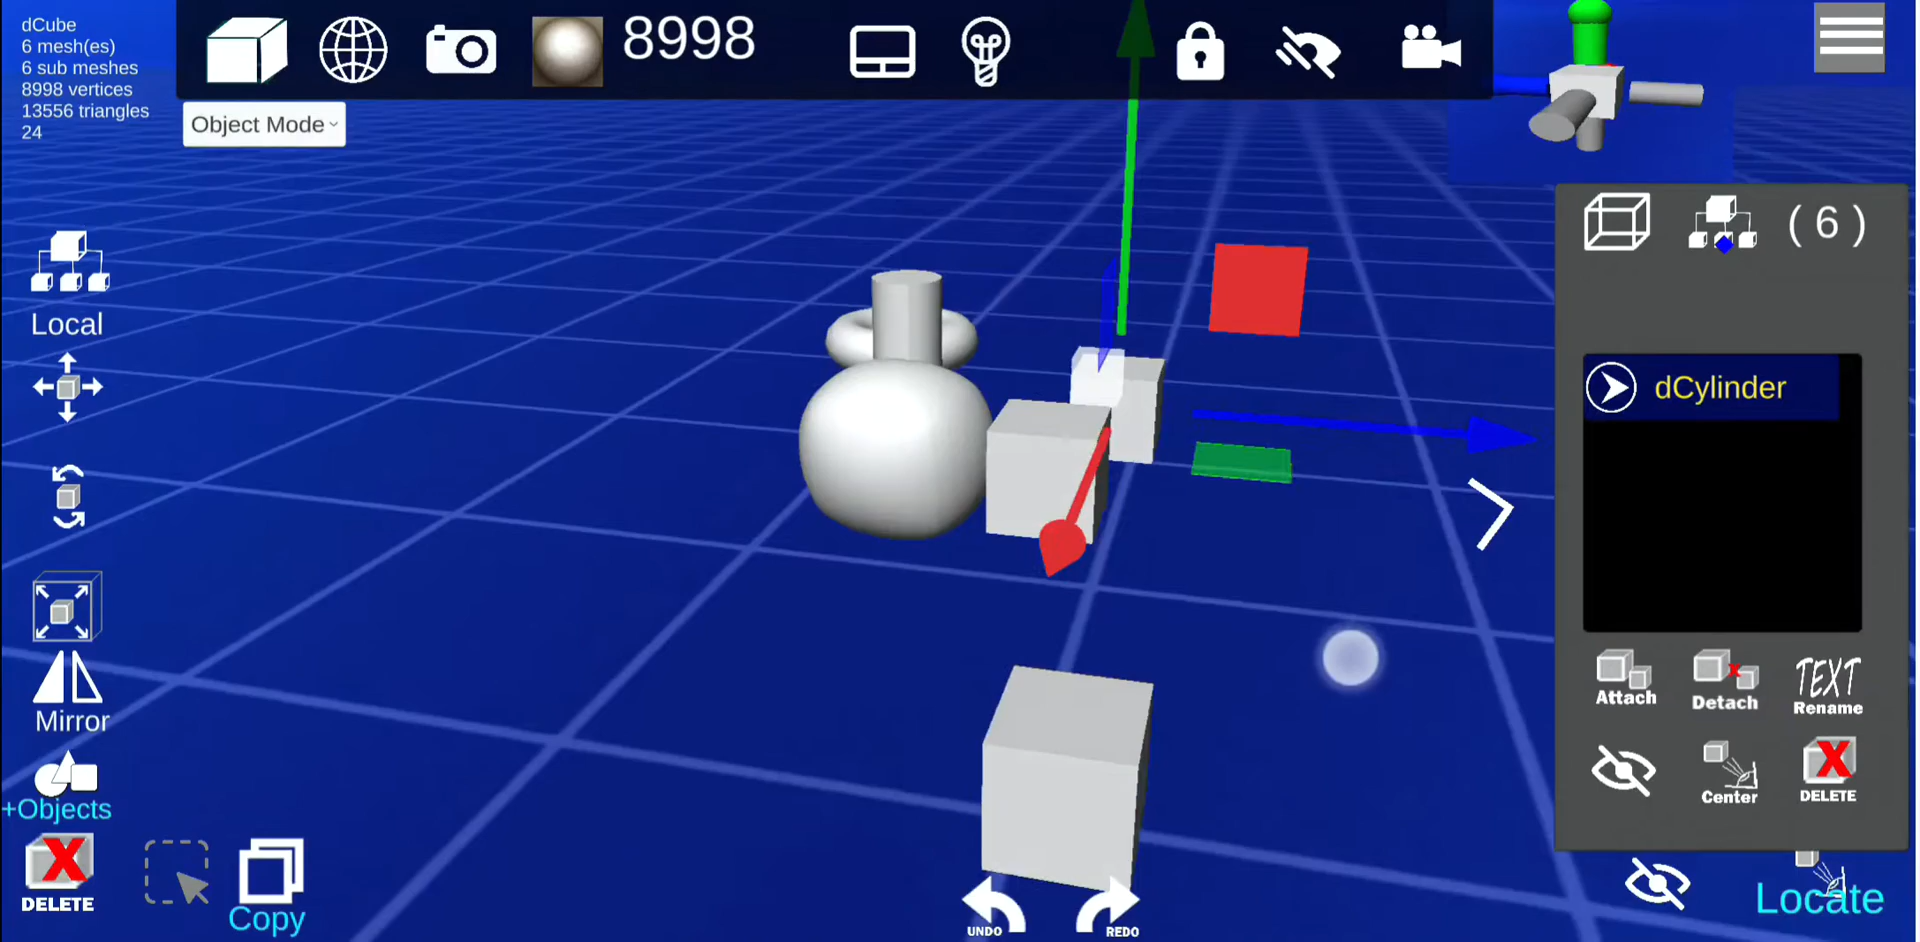 dCube
6 mesh(es)
6 sub meshes
8998 vertices
13556 triangles
24
8998
Object Mode
Local
Mirror
+Objects
DELETE
Copy
UNDO
REDO
( 6 )
dCylinder
Attach
Detach
TEXT
Rename
Center
DELETE
Locate